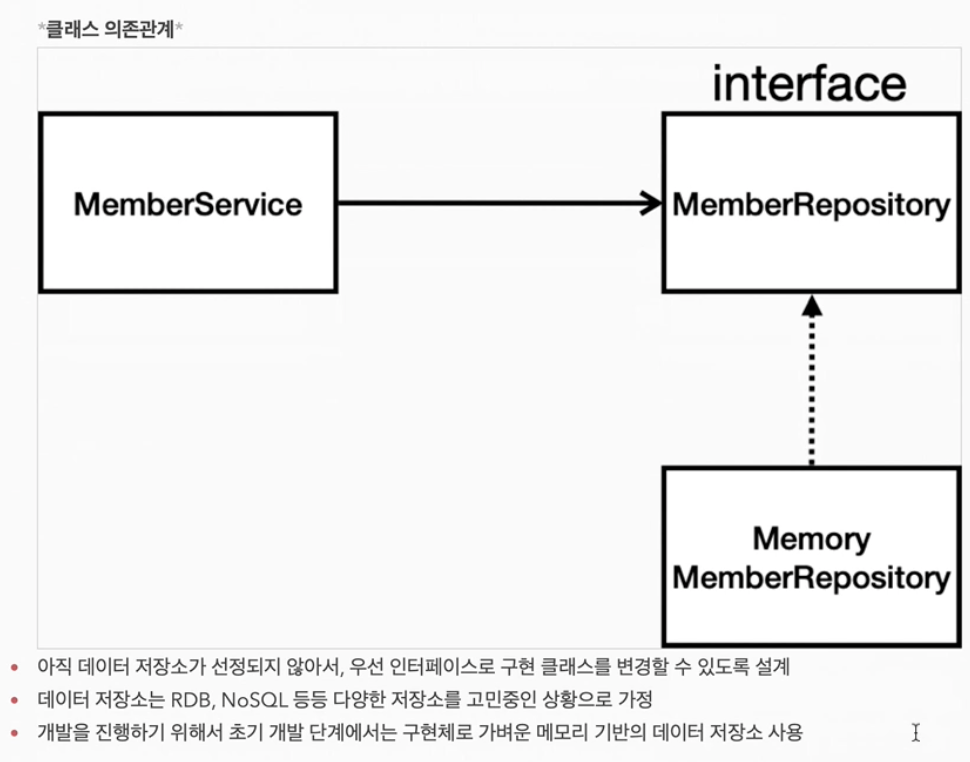 *클래스 의존관계*
interface
MemberService
MemberRepository
Memory
MemberRepository
• 아직 데이터 저장소가 선정되지 않아서, 우선 인터페이스로 구현 클래스를 변경할 수 있도록 설계
• 데이터 저장소는 RDB, NoSQL 등등 다양한 저장소를 고민중인 상황으로 가정
• 개발을 진행하기 위해서 초기 개발 단계에서는 구현체로 가벼운 메모리 기반의 데이터 저장소 사용